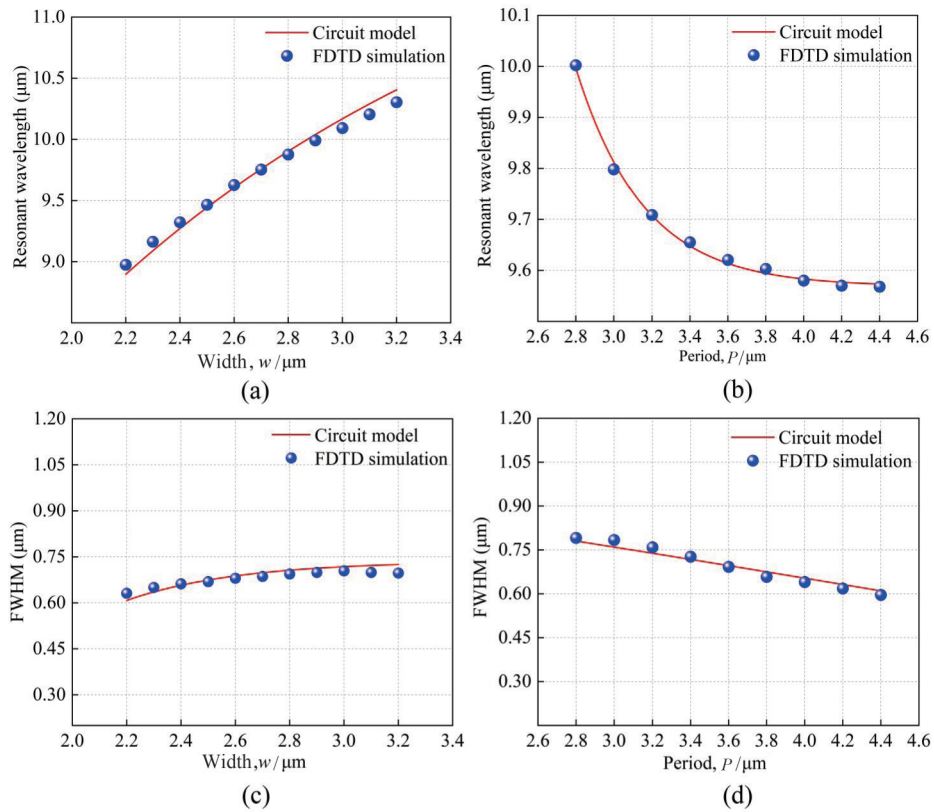 Circuit model
FDTD simulation
Resonant wavelength (μm)
11.0
10.5
10.0
9.5
9.0
2.0 2.2 2.4 2.6 2.8 3.0 3.2 3.4
Width, w/μm
(a)
Circuit model
FDTD simulation
Resonant wavelength (μm)
10.1
10.0
9.9
9.8
9.7
9.6
2.6 2.8 3.0 3.2 3.4 3.6 3.8 4.0 4.2 4.4 4.6
Period, P/μm
(b)
Circuit model
FDTD simulation
FWHM (μm)
1.20
1.05
0.90
0.75
0.60
0.45
0.30
2.0 2.2 2.4 2.6 2.8 3.0 3.2 3.4
Width,w/μm
(c)
Circuit model
FDTD simulation
FWHM (μm)
1.20
1.05
0.90
0.75
0.60
0.45
0.30
2.6 2.8 3.0 3.2 3.4 3.6 3.8 4.0 4.2 4.4 4.6
Period, P/μm
(d)